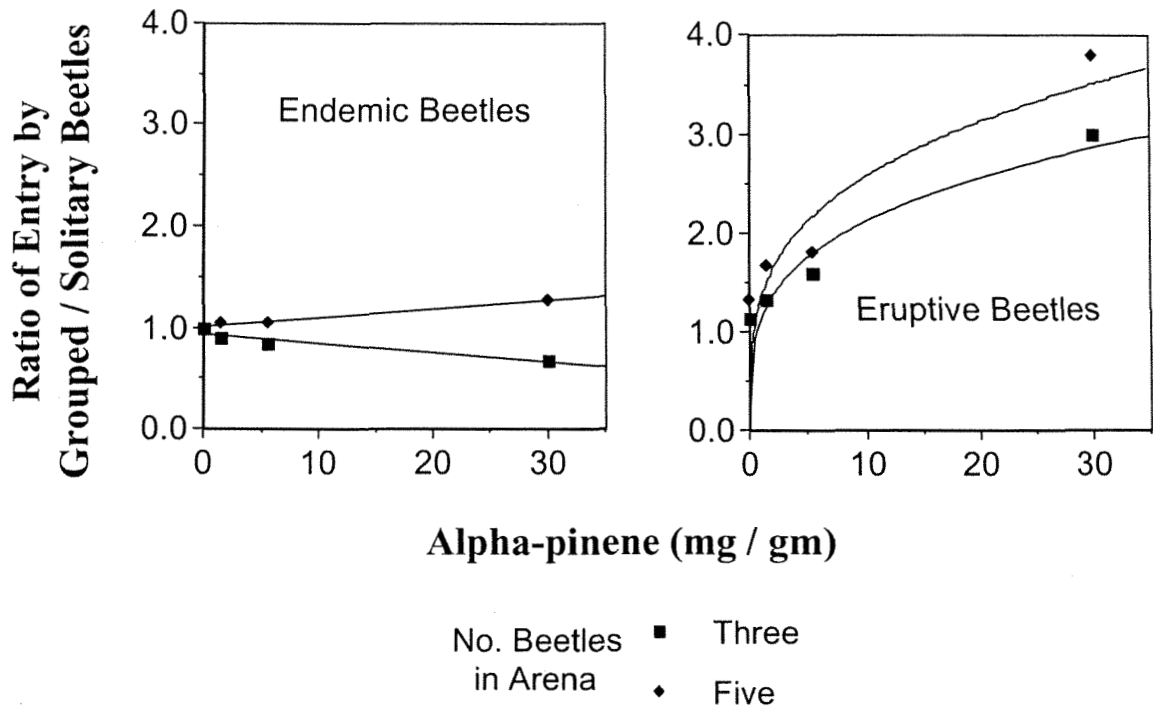 Ratio of Entry by
Grouped / Solitary Beetles
4.0
3.0
2.0
1.0
0.0
Endemic Beetles
0
10
20
30
4.0
3.0
2.0
1.0
0.0
Eruptive Beetles
0
10
20
30
Alpha-pinene (mg / gm)
No. Beetles
in Arena
Three
Five